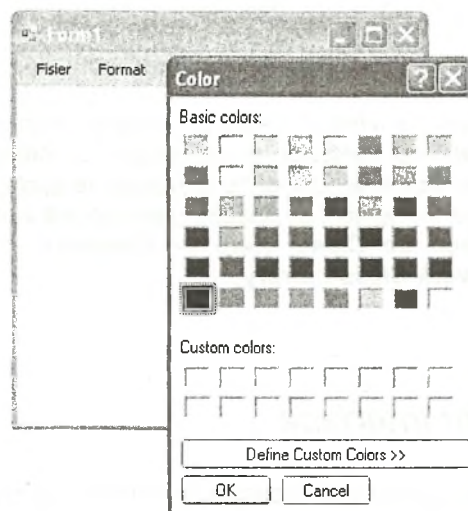 Form1
Fisier Format
Color
Basic colors:
Custom colors:
Define Custom Colors >>
OK Cancel